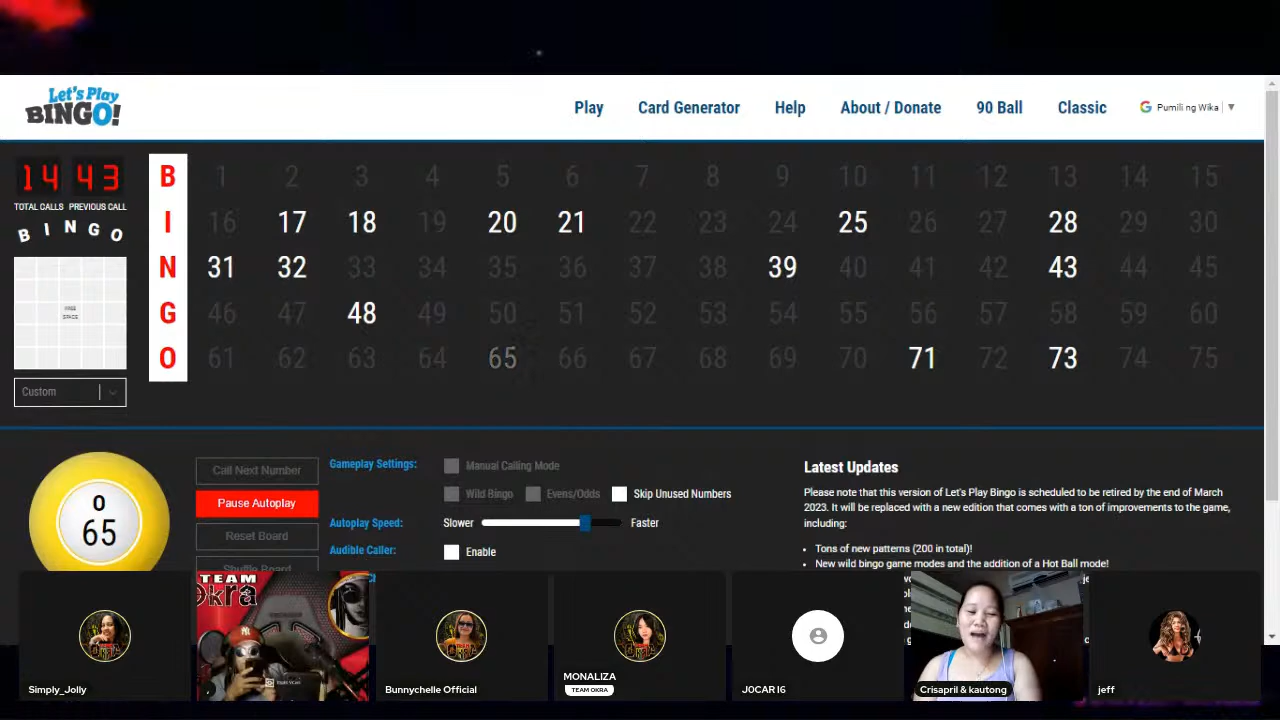 Let's Play
BINGO!
Play
Card Generator
Help
About / Donate
90 Ball
Classic
G Pumili ng Wika ▼
14 43
TOTAL CALLS PREVIOUS CALL
B I N G O
FREE
SPACE
Custom
B 1 2 3 4 5 6 7 8 9 10 11 12 13 14 15
I 16 17 18 19 20 21 22 23 24 25 26 27 28 29 30
N 31 32 33 34 35 36 37 38 39 40 41 42 43 44 45
G 46 47 48 49 50 51 52 53 54 55 56 57 58 59 60
O 61 62 63 64 65 66 67 68 69 70 71 72 73 74 75
O
65
Call Next Number
Pause Autoplay
Reset Board
Shuffle Board
Gameplay Settings:
Manual Calling Mode
Wild Bingo
Evens/Odds
Skip Unused Numbers
Autoplay Speed:
Slower
Faster
Audible Caller:
Enable
Latest Updates
Please note that this version of Let's Play Bingo is scheduled to be retired by the end of March
2023. It will be replaced with a new edition that comes with a ton of improvements to the game,
including:
• Tons of new patterns (200 in total)!
• New wild bingo game modes and the addition of a Hot Ball mode!
TEAM
Okra
Simply_Jolly
Bunnychelle Official
MONALIZA
TEAM OKRA
J0CAR I6
Crisapril & kautong
jeff